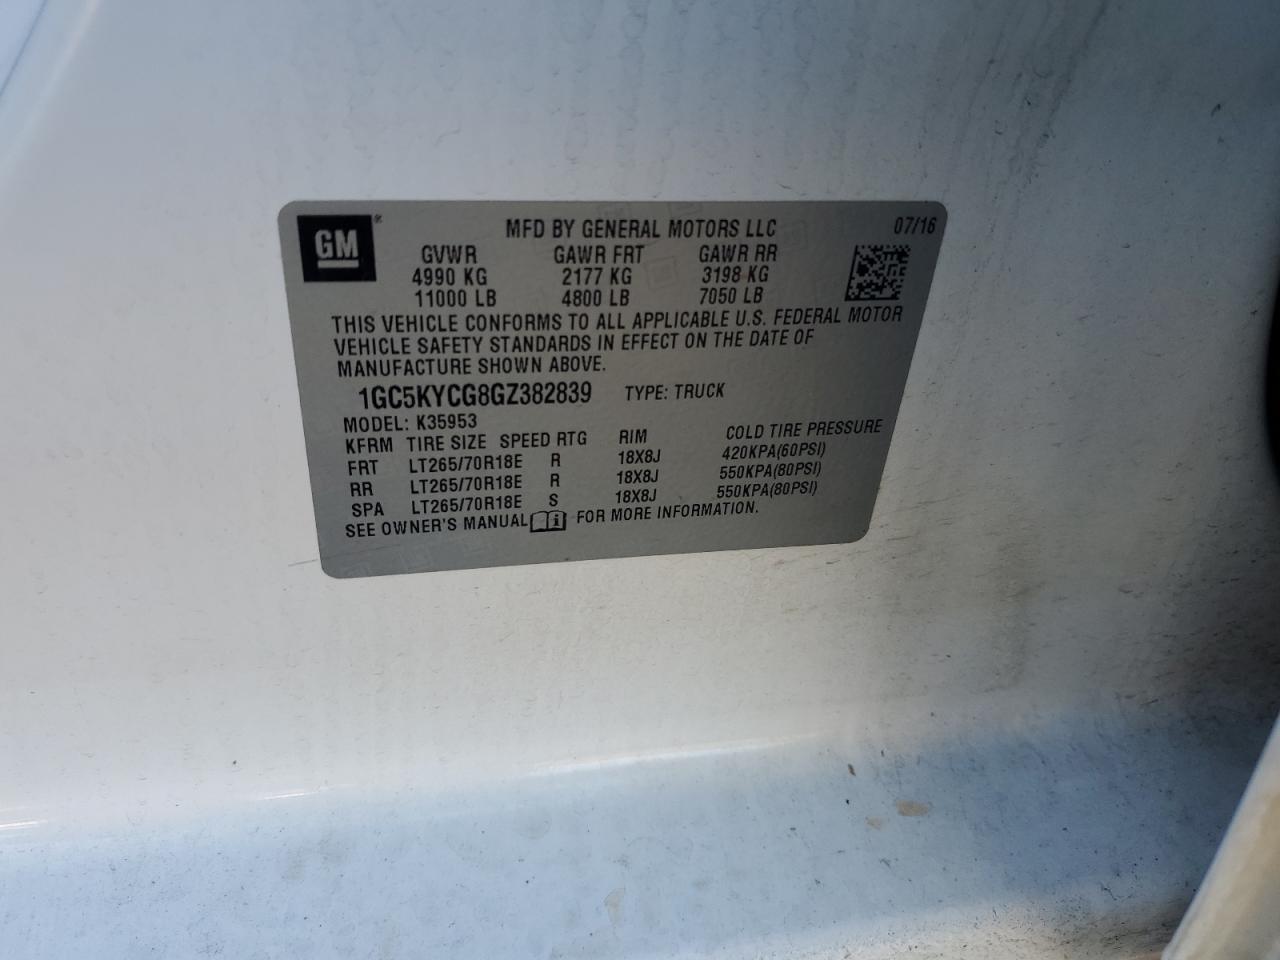 GM®
MFD BY GENERAL MOTORS LLC 07/16
GVWR GAWR FRT GAWR RR
4990 KG 2177 KG 3198 KG
11000 LB 4800 LB 7050 LB
THIS VEHICLE CONFORMS TO ALL APPLICABLE U.S. FEDERAL MOTOR
VEHICLE SAFETY STANDARDS IN EFFECT ON THE DATE OF
MANUFACTURE SHOWN ABOVE.
1GC5KYCG8GZ382839 TYPE: TRUCK
MODEL: K35953
KFRM TIRE SIZE SPEED RTG RIM COLD TIRE PRESSURE
FRT LT265/70R18E R 18X8J 420KPA(60PSI)
RR LT265/70R18E R 18X8J 550KPA(80PSI)
SPA LT265/70R18E S 18X8J 550KPA(80PSI)
SEE OWNER'S MANUAL i FOR MORE INFORMATION.